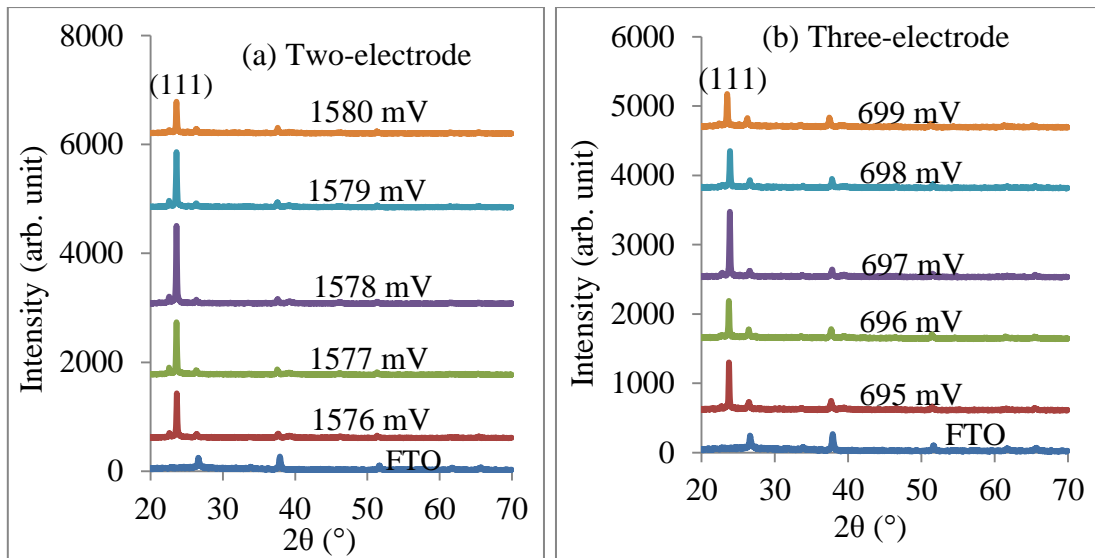 (a) Two-electrode
8000
6000
4000
2000
0
Intensity (arb. unit)
(111)
1580 mV
1579 mV
1578 mV
1577 mV
1576 mV
FTO
20 30 40 50 60 70
2θ (°)
(b) Three-electrode
6000
5000
4000
3000
2000
1000
0
Intensity (arb. unit)
(111)
699 mV
698 mV
697 mV
696 mV
695 mV
FTO
20 30 40 50 60 70
2θ (°)